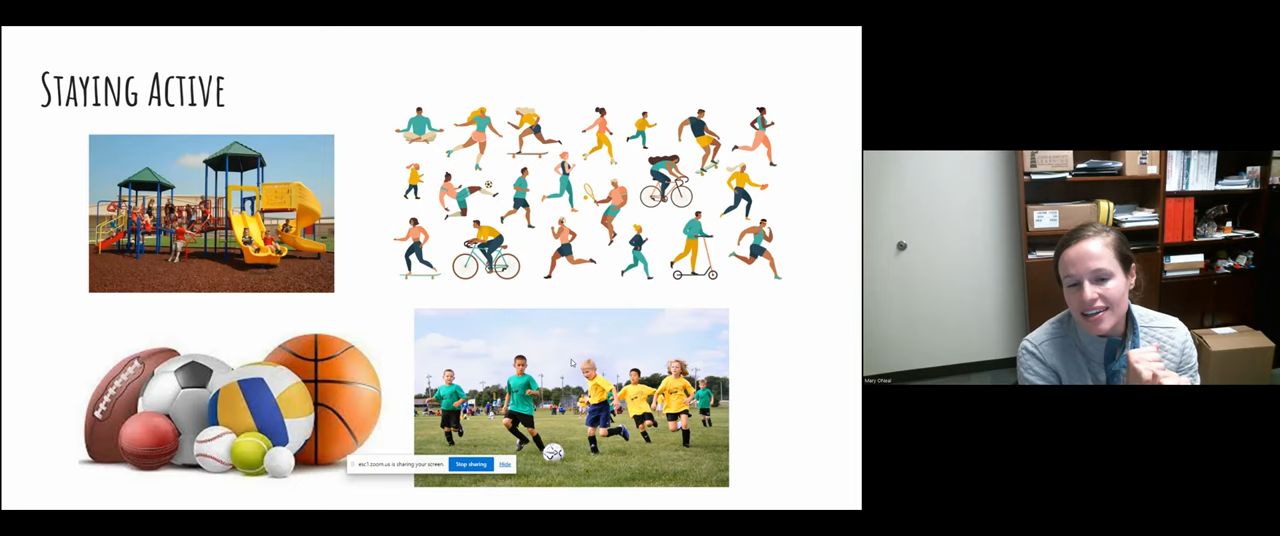 Staying Active
esc1.zoom.us is sharing your screen.
Stop sharing
Hide
Mary ONeal